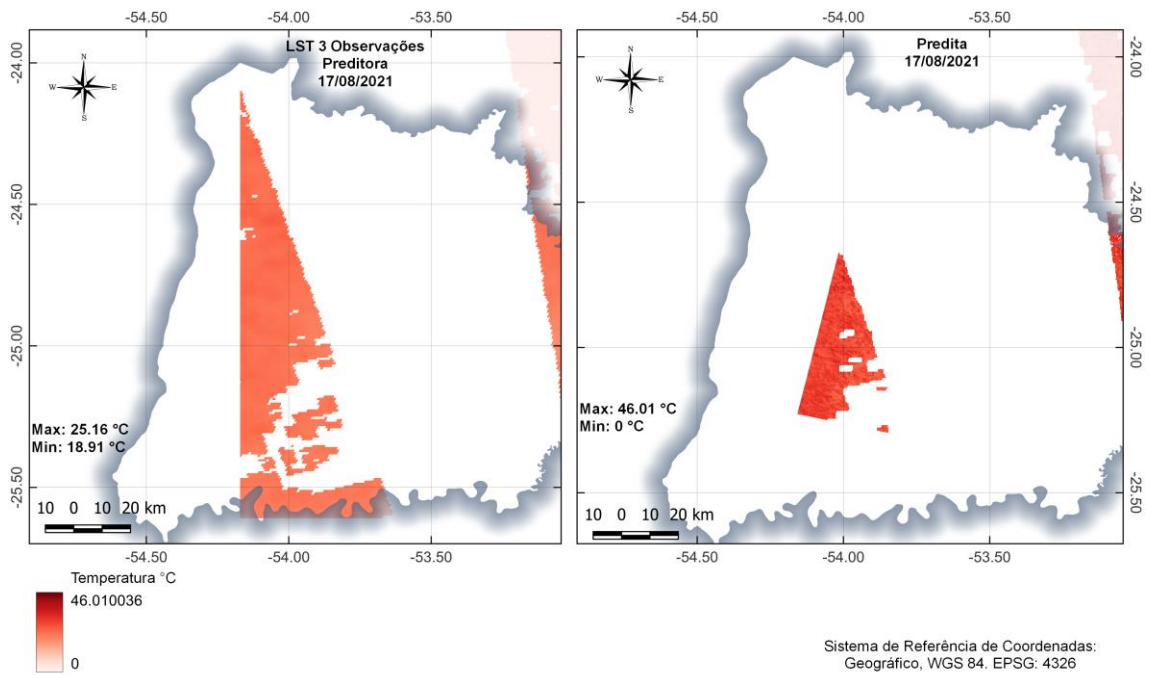 -54.50 -54.00 -53.50
-54.50 -54.00 -53.50
LST 3 Observações
Preditora
17/08/2021
N
W E
S
-24.00
-24.50
-25.00
-25.50
Max: 25.16 °C
Min: 18.91 °C
10 0 10 20 km
-54.50 -54.00 -53.50
Predita
17/08/2021
N
W E
S
-24.00
-24.50
-25.00
-25.50
Max: 46.01 °C
Min: 0 °C
10 0 10 20 km
-54.50 -54.00 -53.50
Temperatura °C
46.010036
0
Sistema de Referência de Coordenadas:
Geográfico, WGS 84. EPSG: 4326